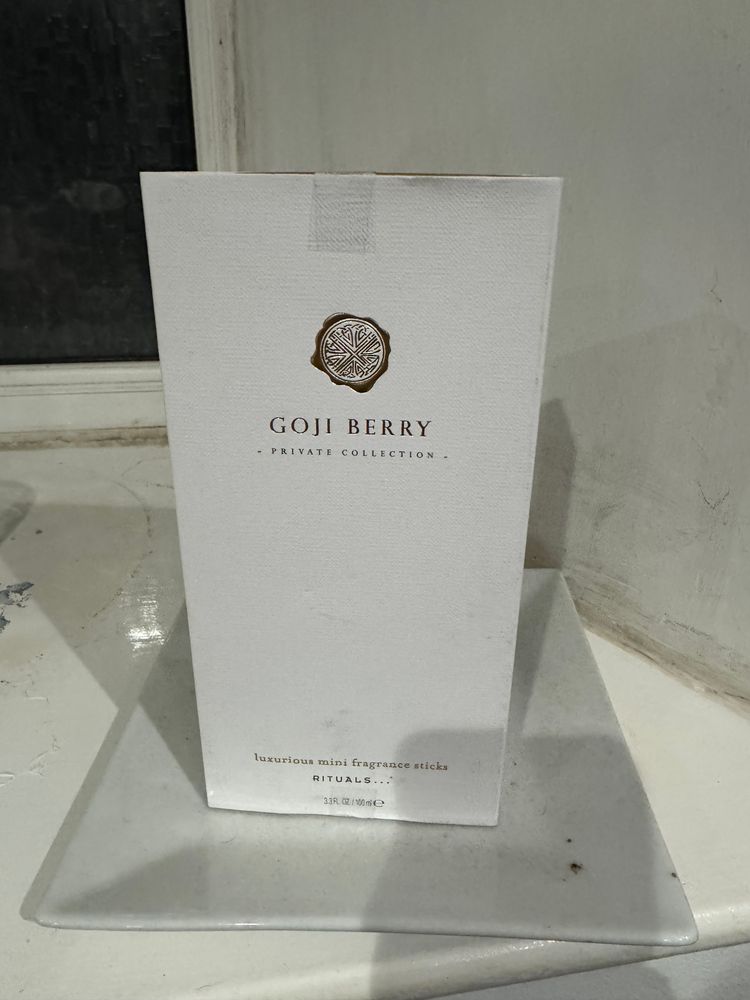 GOJI BERRY
- PRIVATE COLLECTION -
luxurious mini fragrance sticks
RITUALS...
3.3 FL. OZ / 100 ml ℮